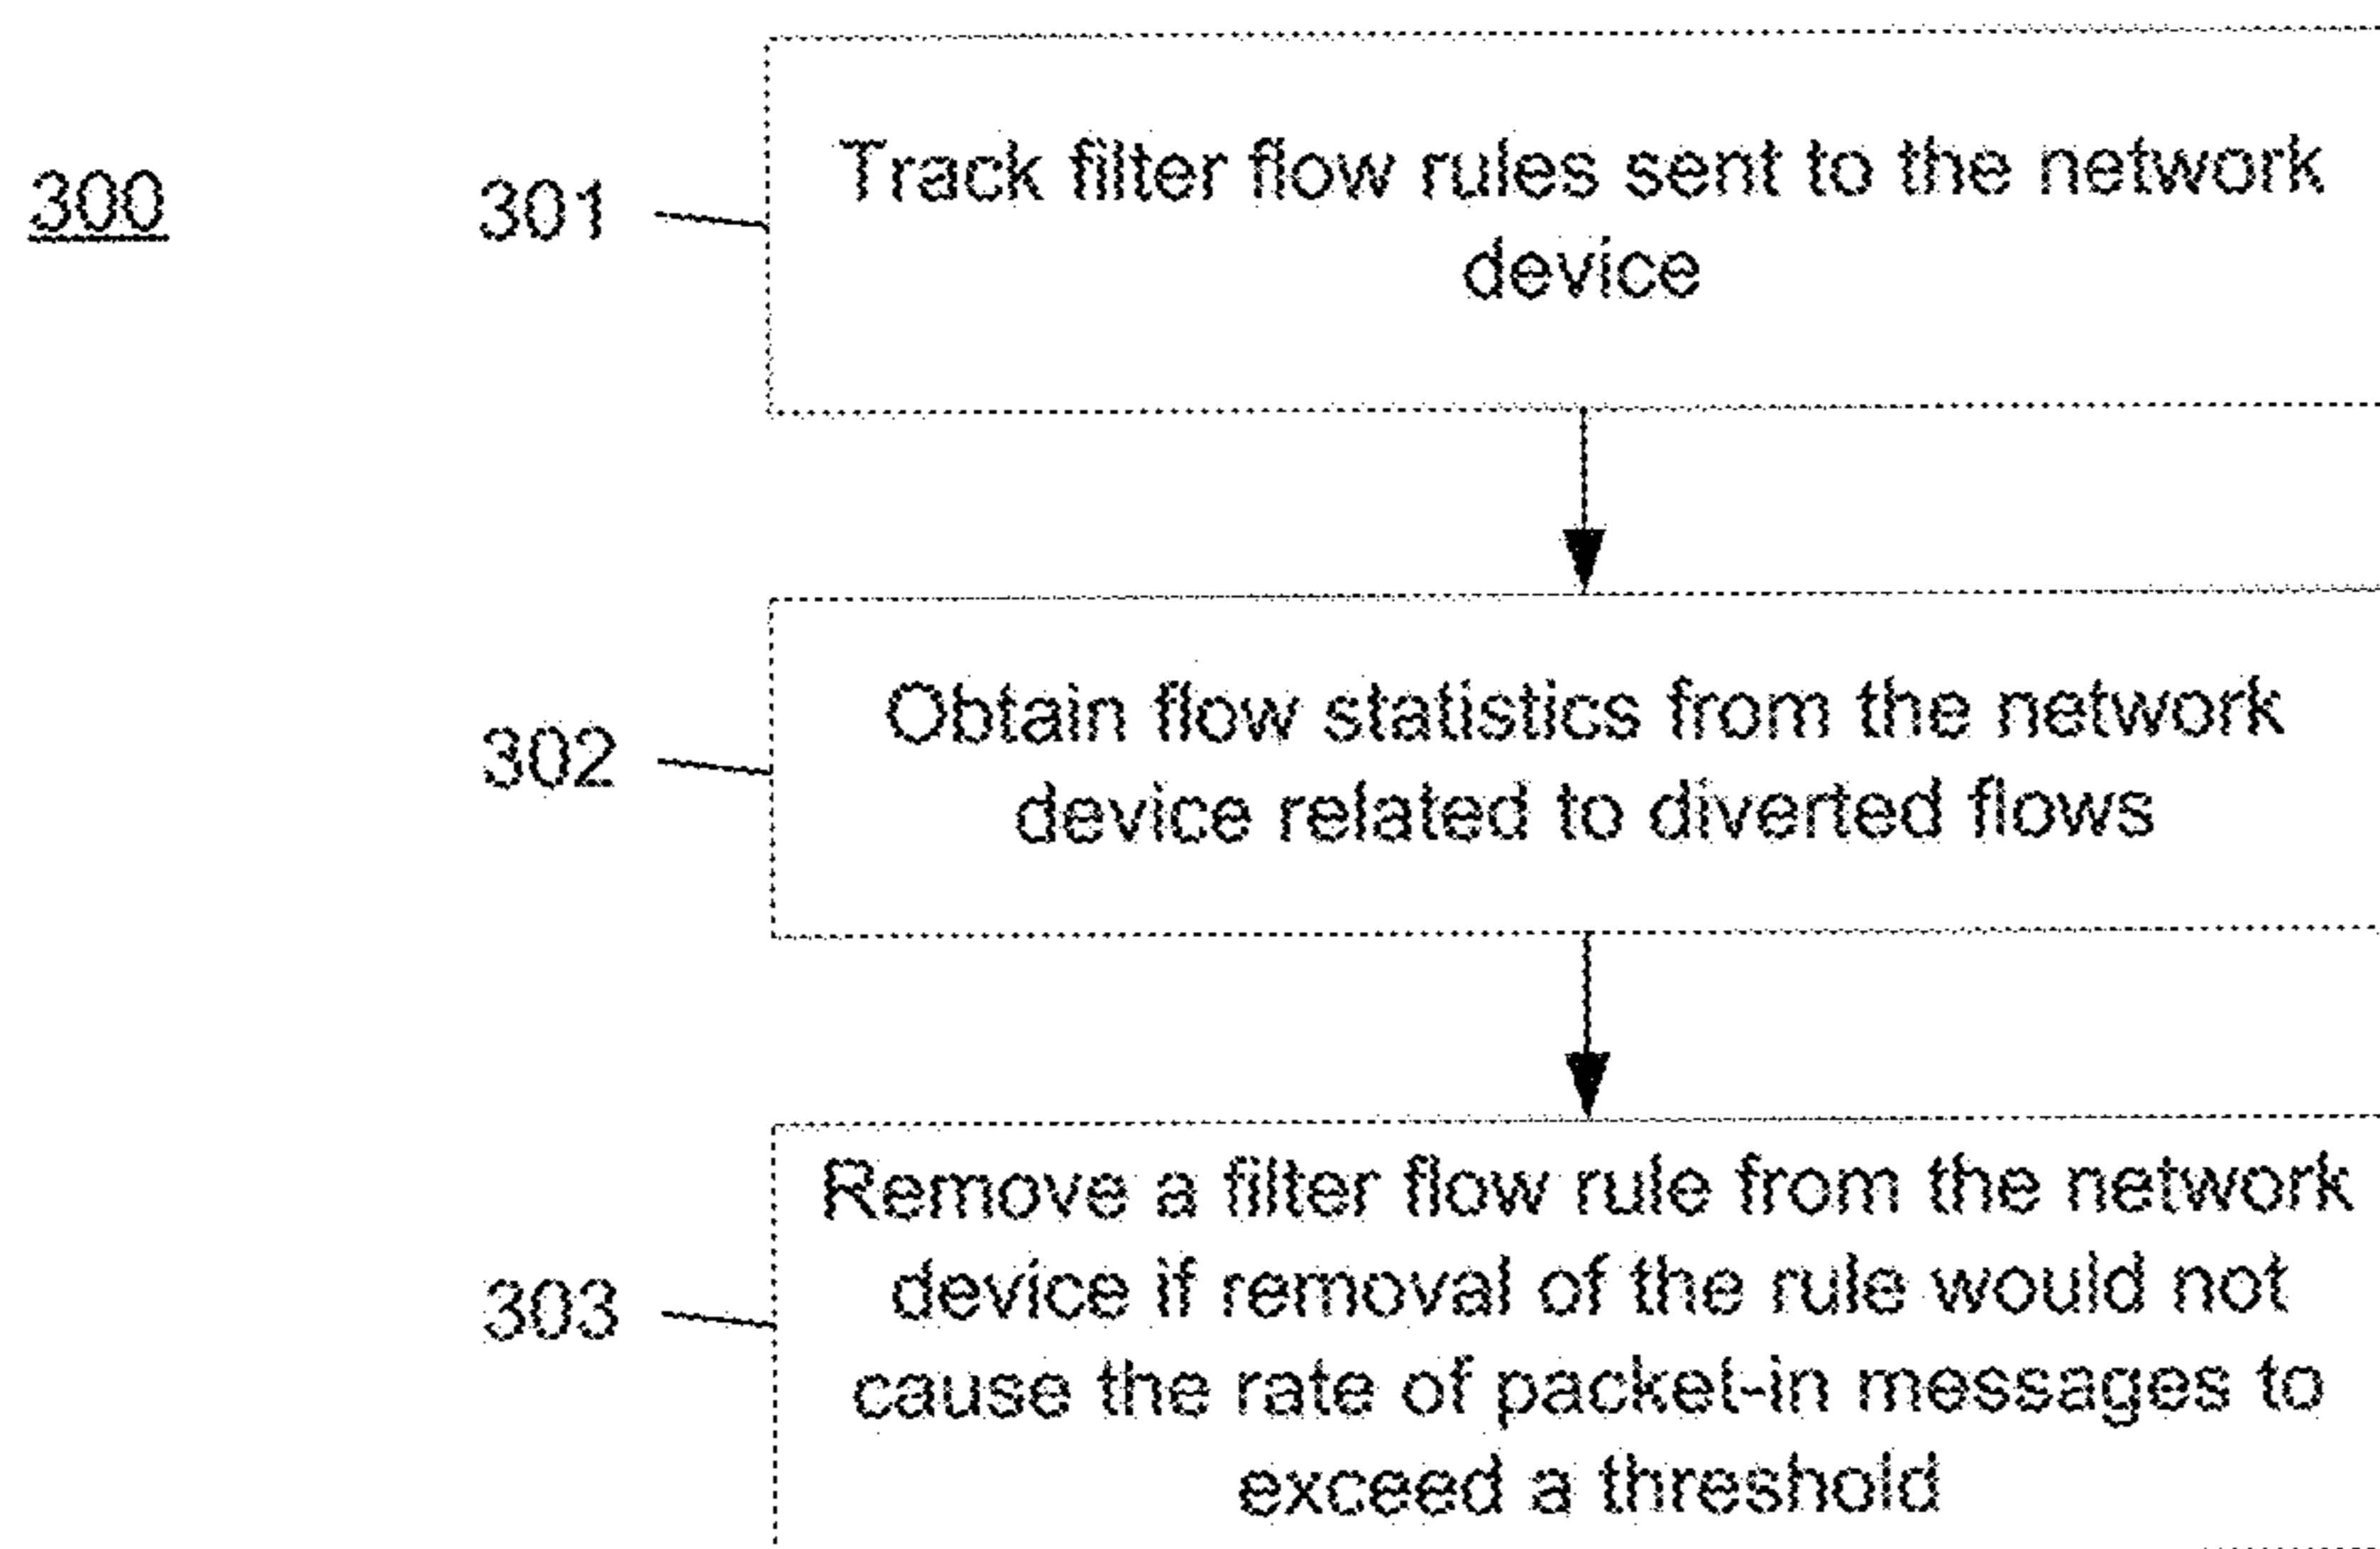 300
301
Track filter flow rules sent to the network
device
302
Obtain flow statistics from the network
device related to diverted flows
303
Remove a filter flow rule from the network
device if removal of the rule would not
cause the rate of packet-in messages to
exceed a threshold